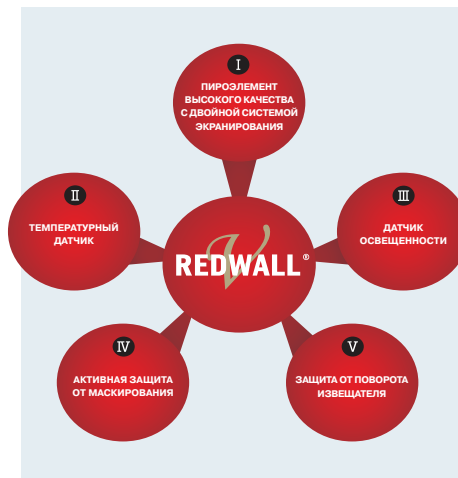 I
ПИРОЭЛЕМЕНТ
ВЫСОКОГО КАЧЕСТВА
С ДВОЙНОЙ СИСТЕМОЙ
ЭКРАНИРОВАНИЯ
II
ТЕМПЕРАТУРНЫЙ
ДАТЧИК
III
ДАТЧИК
ОСВЕЩЕННОСТИ
V
REDWALL®
IV
АКТИВНАЯ ЗАЩИТА
ОТ МАСКИРОВАНИЯ
V
ЗАЩИТА ОТ ПОВОРОТА
ИЗВЕЩАТЕЛЯ